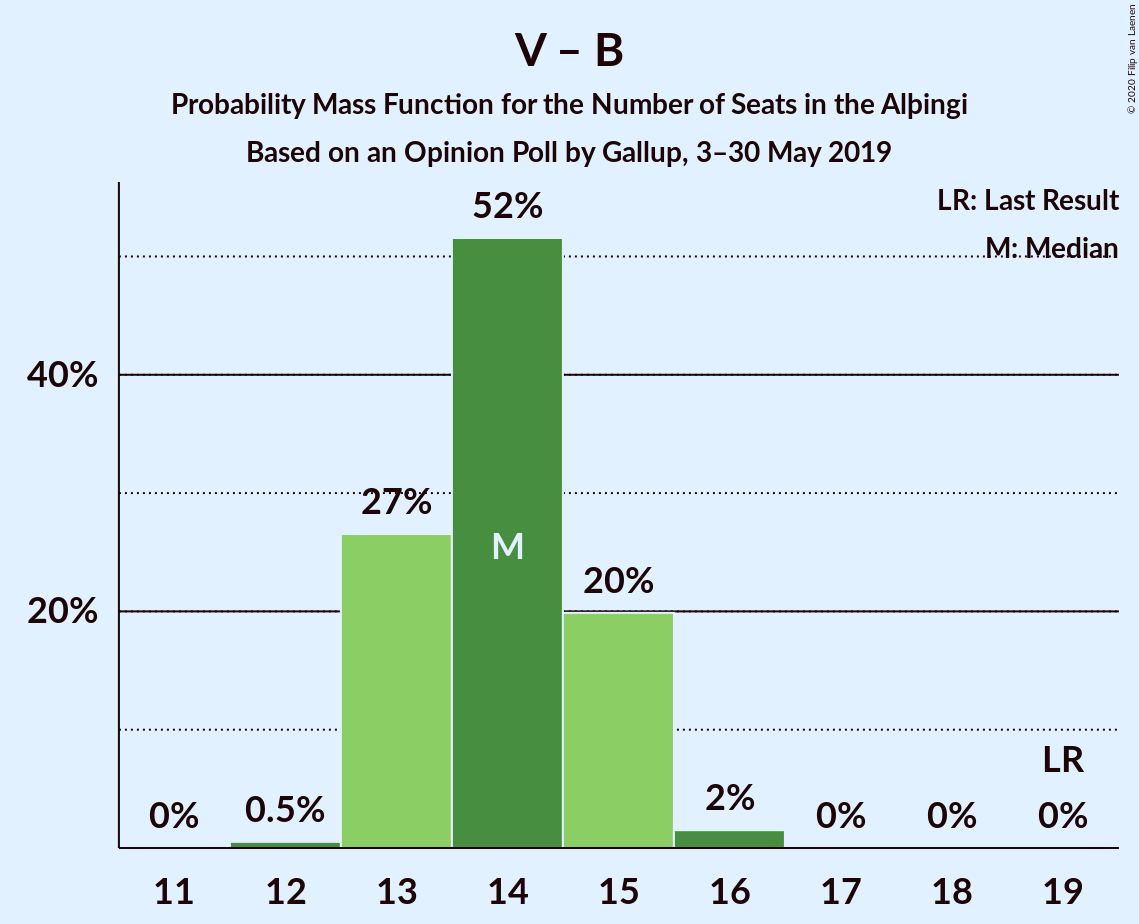 V – B
Probability Mass Function for the Number of Seats in the Alþingi
Based on an Opinion Poll by Gallup, 3–30 May 2019
© 2020 Filip van Laenen
LR: Last Result
M: Median
52%
40%
27%
M
20%
20%
LR
0%
0.5%
2%
0%
0%
0%
11 12 13 14 15 16 17 18 19